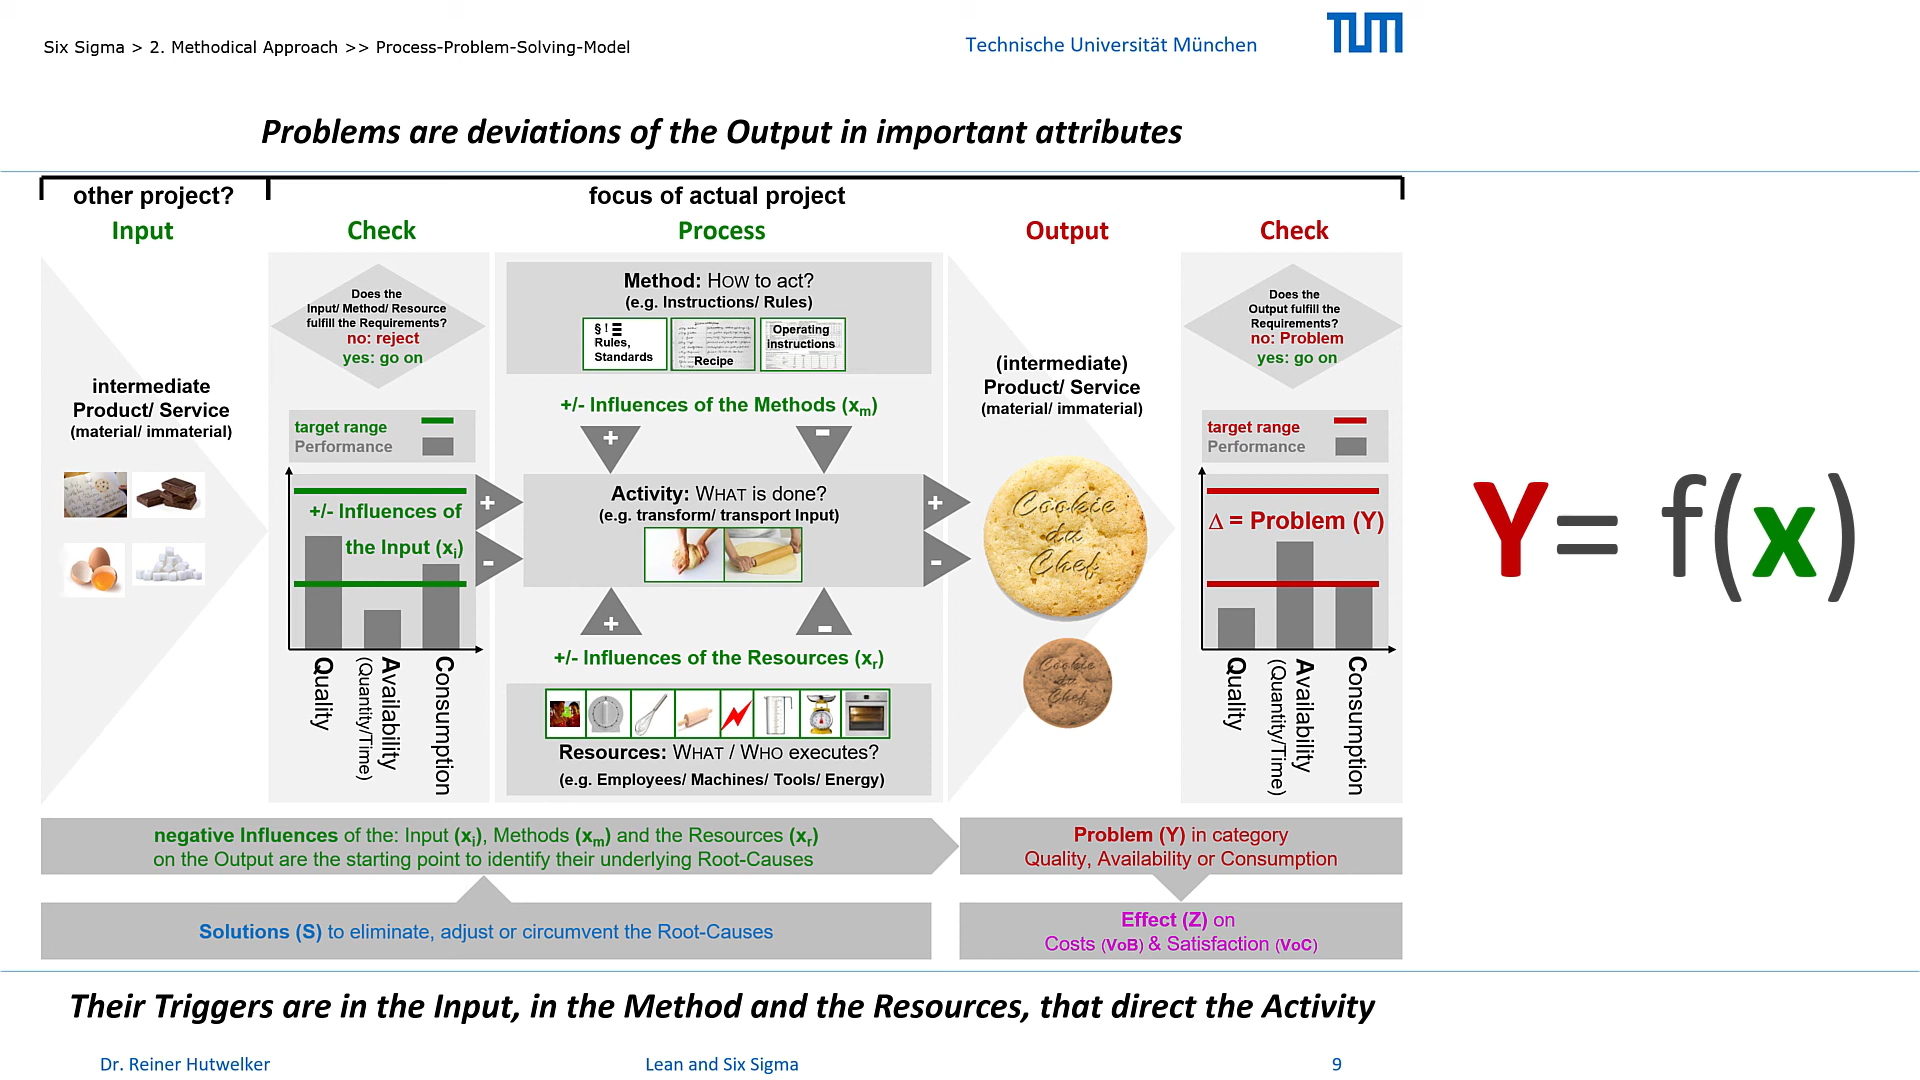 Six Sigma > 2. Methodical Approach >> Process-Problem-Solving-Model
Technische Universität München
TUM
Problems are deviations of the Output in important attributes
other project?
focus of actual project
Input
Check
Process
Output
Check
intermediate
Product/ Service
(material/ immaterial)
Does the
Input/ Method/ Resource
fulfill the Requirements?
no: reject
yes: go on
target range
Performance
+/- Influences of
the Input (xi)
Quality
Availability
(Quantity/Time)
Consumption
+
-
Method: HOW to act?
(e.g. Instructions/ Rules)
§ !
Rules,
Standards
Recipe
Operating
instructions
+/- Influences of the Methods (xm)
+
-
Activity: WHAT is done?
(e.g. transform/ transport Input)
+
-
+/- Influences of the Resources (xr)
Resources: WHAT / WHO executes?
(e.g. Employees/ Machines/ Tools/ Energy)
+
-
(intermediate)
Product/ Service
(material/ immaterial)
Cookie
du
Chef
Cookie
du
Chef
Does the
Output fulfill the
Requirements?
no: Problem
yes: go on
target range
Performance
Δ = Problem (Y)
Quality
Availability
(Quantity/Time)
Consumption
Y= f(x)
negative Influences of the: Input (xi), Methods (xm) and the Resources (xr)
on the Output are the starting point to identify their underlying Root-Causes
Problem (Y) in category
Quality, Availability or Consumption
Solutions (S) to eliminate, adjust or circumvent the Root-Causes
Effect (Z) on
Costs (VoB) & Satisfaction (VoC)
Their Triggers are in the Input, in the Method and the Resources, that direct the Activity
Dr. Reiner Hutwelker
Lean and Six Sigma
9